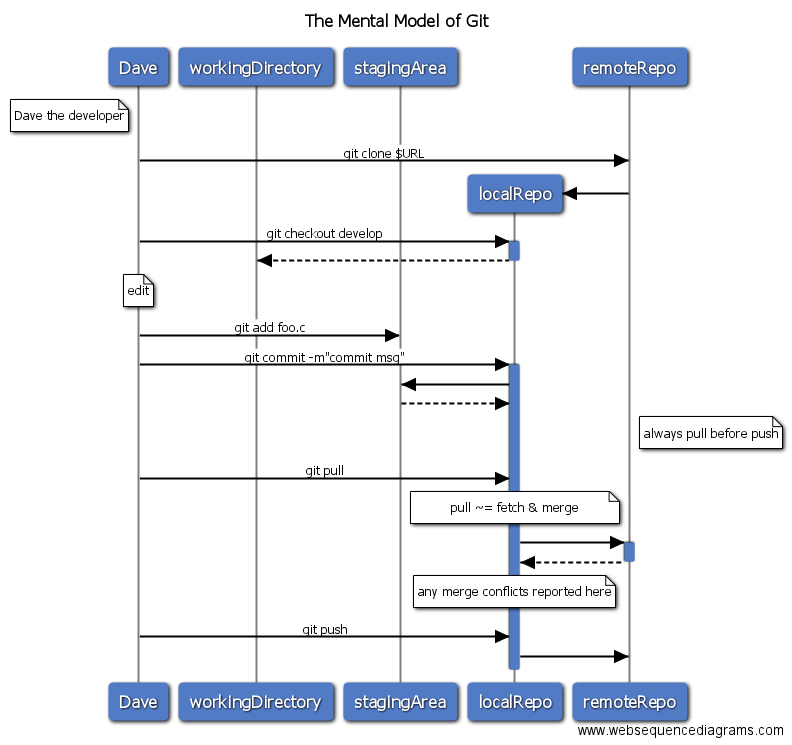 The Mental Model of Git
Dave
workingDirectory
stagingArea
remoteRepo
Dave the developer
git clone $URL
localRepo
git checkout develop
edit
git add foo.c
git commit -m"commit msg"
always pull before push
git pull
pull ~= fetch & merge
any merge conflicts reported here
git push
Dave
workingDirectory
stagingArea
localRepo
remoteRepo
www.websequencediagrams.com